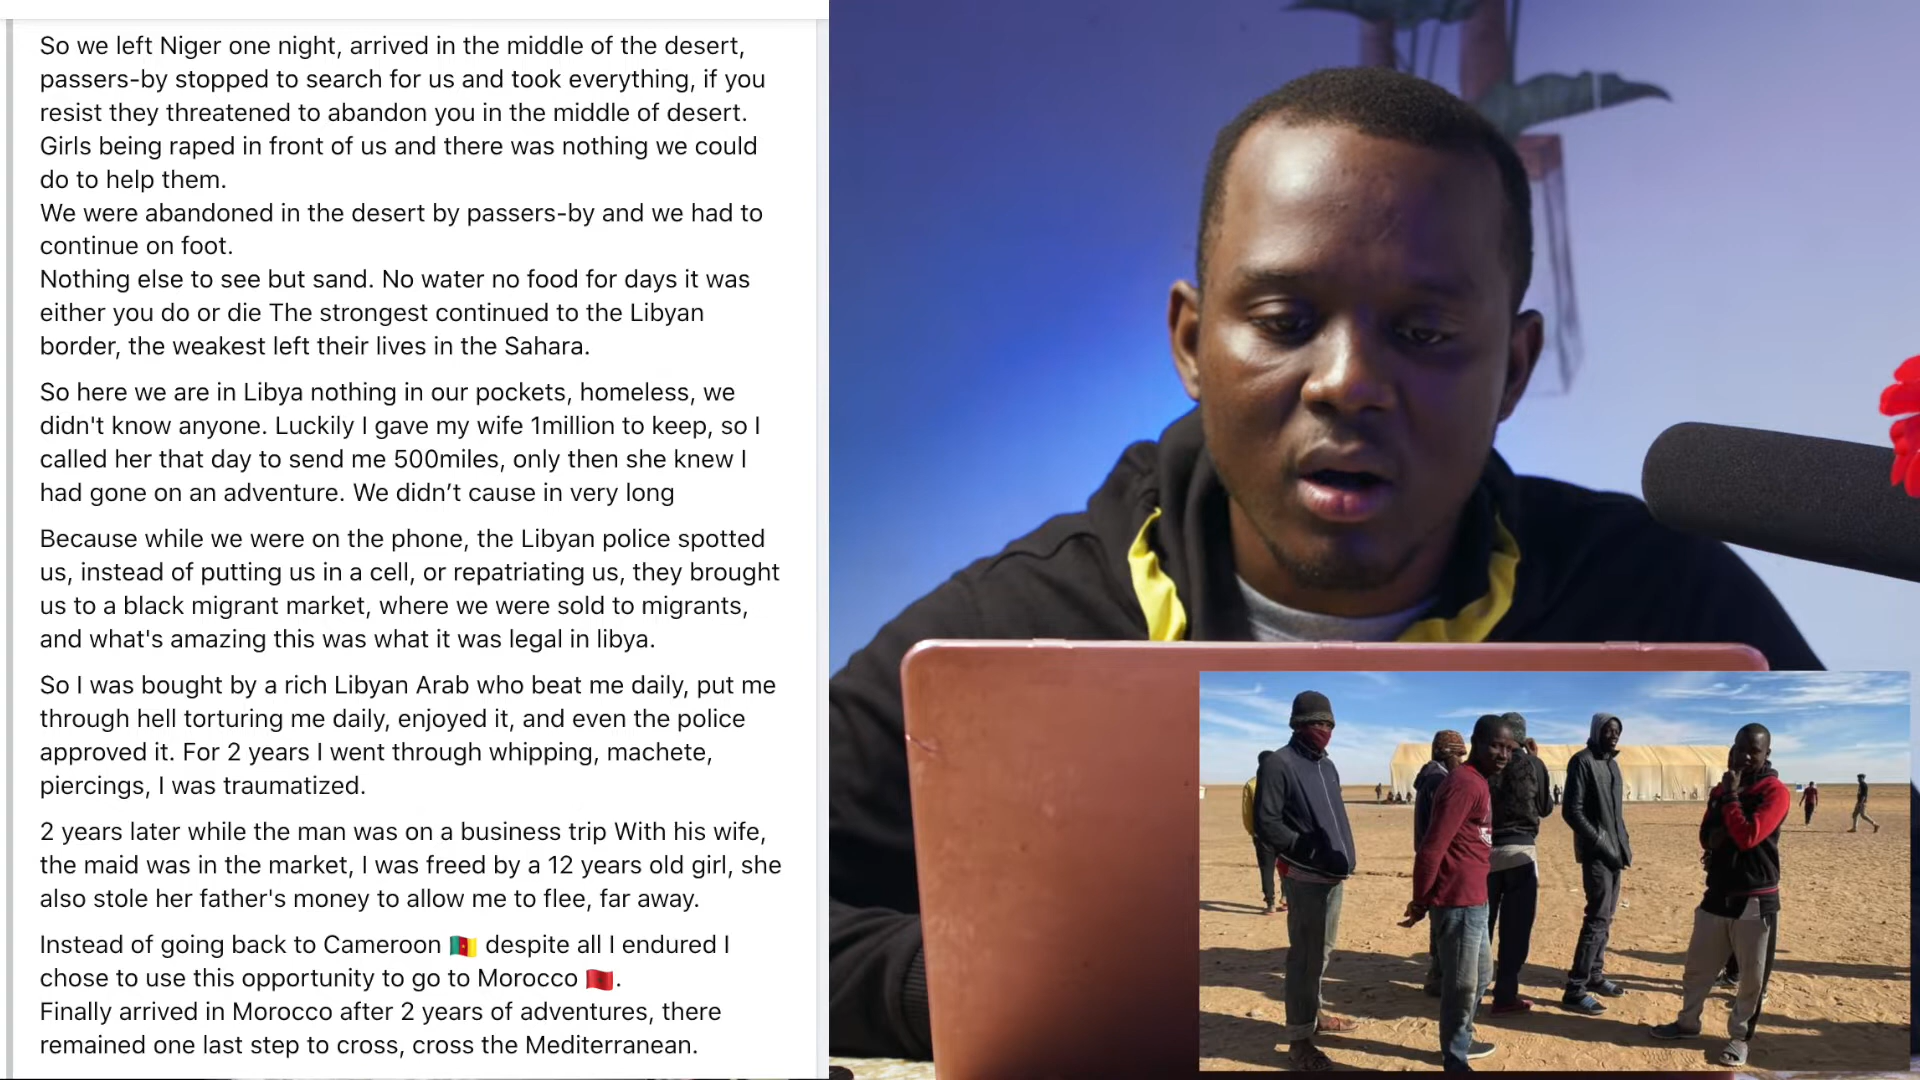 So we left Niger one night, arrived in the middle of the desert,
passers-by stopped to search for us and took everything, if you
resist they threatened to abandon you in the middle of desert.
Girls being raped in front of us and there was nothing we could
do to help them.
We were abandoned in the desert by passers-by and we had to
continue on foot.
Nothing else to see but sand. No water no food for days it was
either you do or die The strongest continued to the Libyan
border, the weakest left their lives in the Sahara.
So here we are in Libya nothing in our pockets, homeless, we
didn't know anyone. Luckily I gave my wife 1million to keep, so I
called her that day to send me 500miles, only then she knew I
had gone on an adventure. We didn’t cause in very long
Because while we were on the phone, the Libyan police spotted
us, instead of putting us in a cell, or repatriating us, they brought
us to a black migrant market, where we were sold to migrants,
and what's amazing this was what it was legal in libya.
So I was bought by a rich Libyan Arab who beat me daily, put me
through hell torturing me daily, enjoyed it, and even the police
approved it. For 2 years I went through whipping, machete,
piercings, I was traumatized.
2 years later while the man was on a business trip With his wife,
the maid was in the market, I was freed by a 12 years old girl, she
also stole her father's money to allow me to flee, far away.
Instead of going back to Cameroon 🇨🇲 despite all I endured I
chose to use this opportunity to go to Morocco 🇲🇦.
Finally arrived in Morocco after 2 years of adventures, there
remained one last step to cross, cross the Mediterranean.